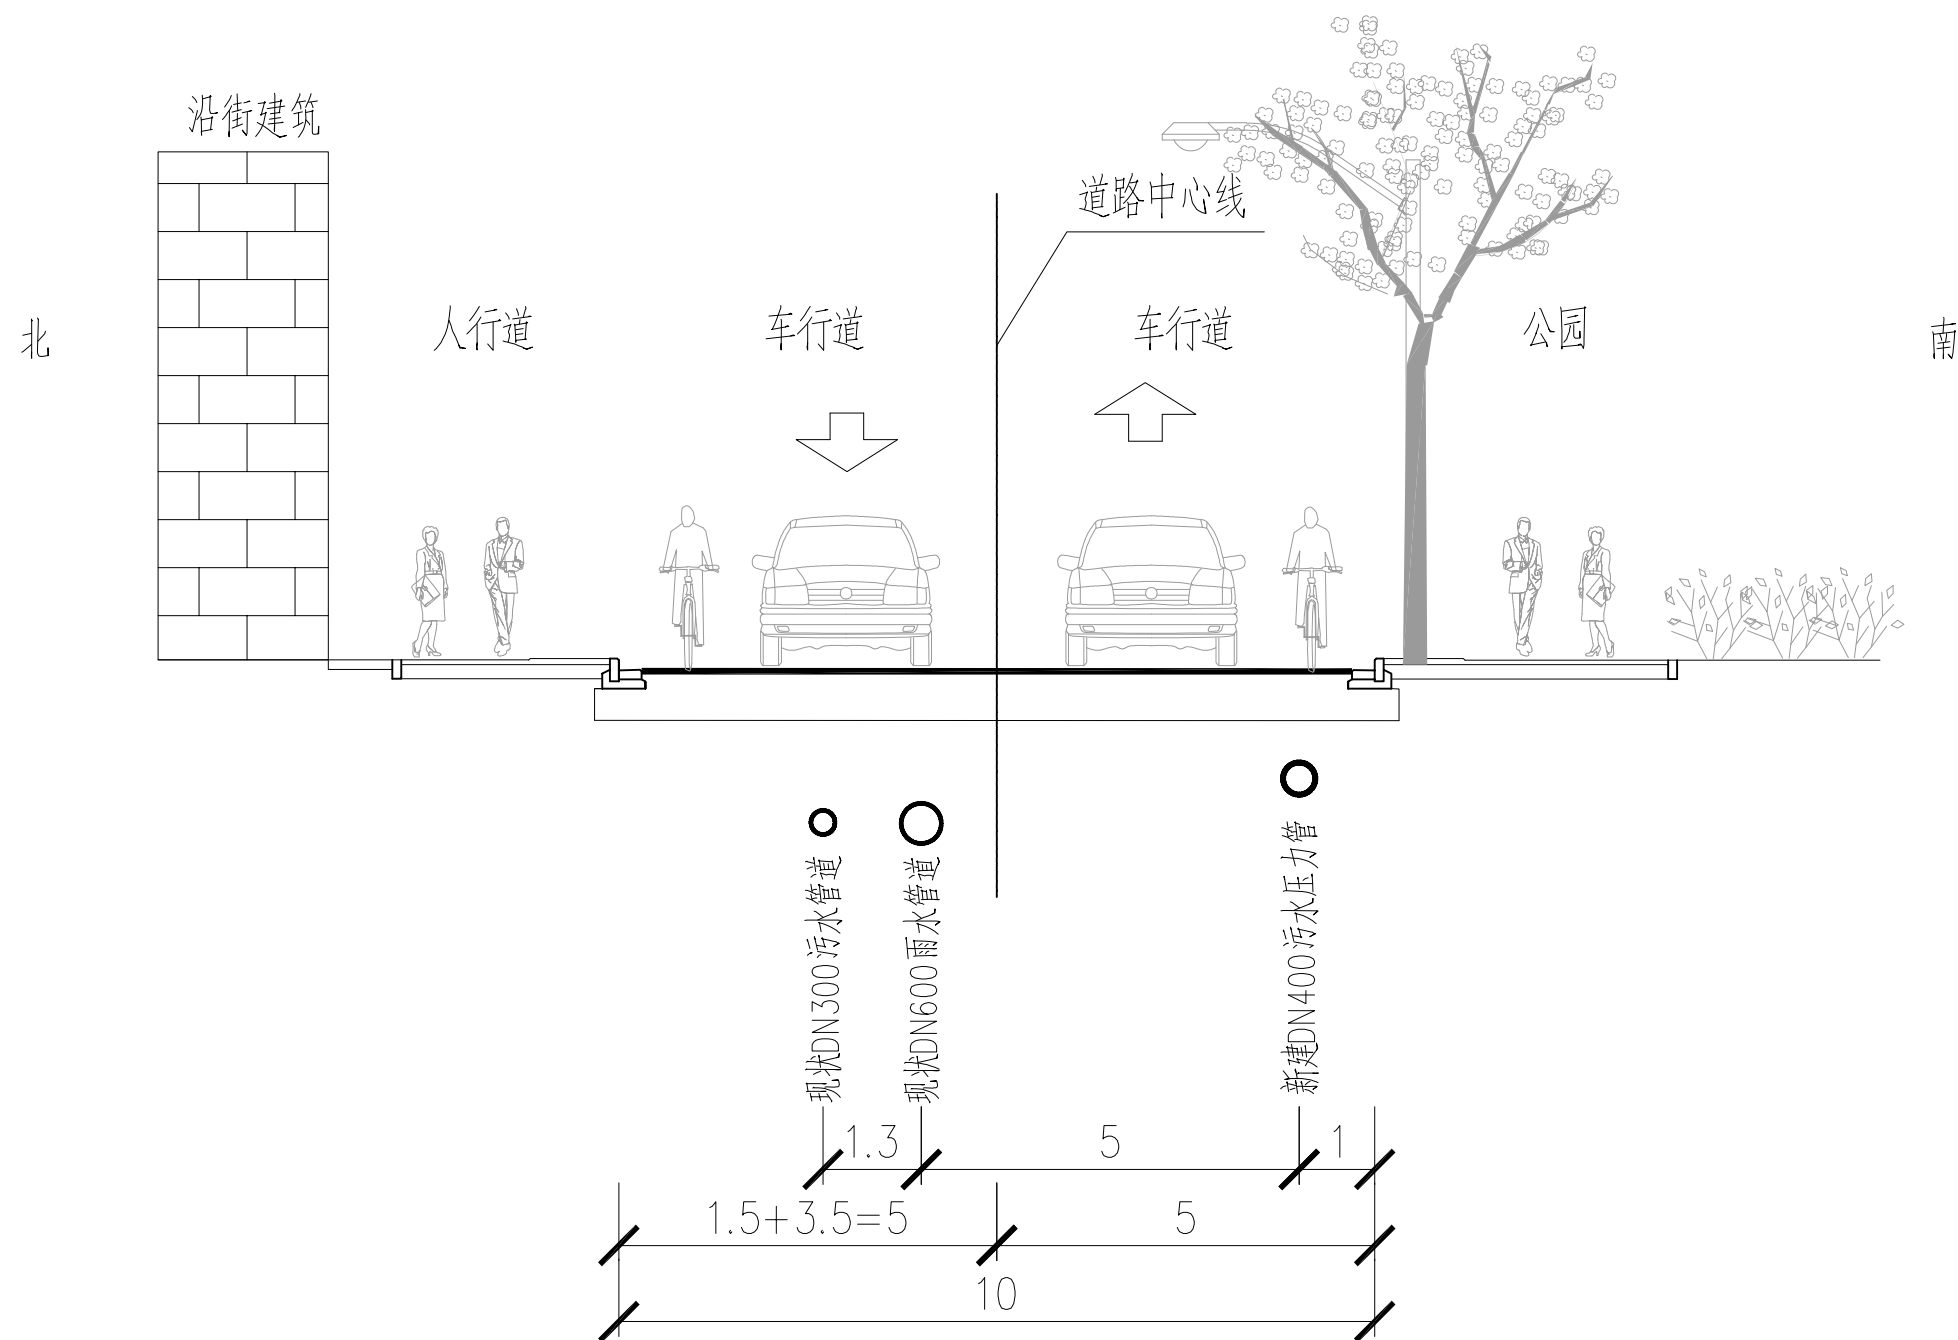 沿街建筑
道路中心线
北
人行道
车行道
车行道
公园
南
现状DN300污水管道
现状DN600雨水管道
新建DN400污水压力管
1.3
5
1
1.5+3.5=5
5
10